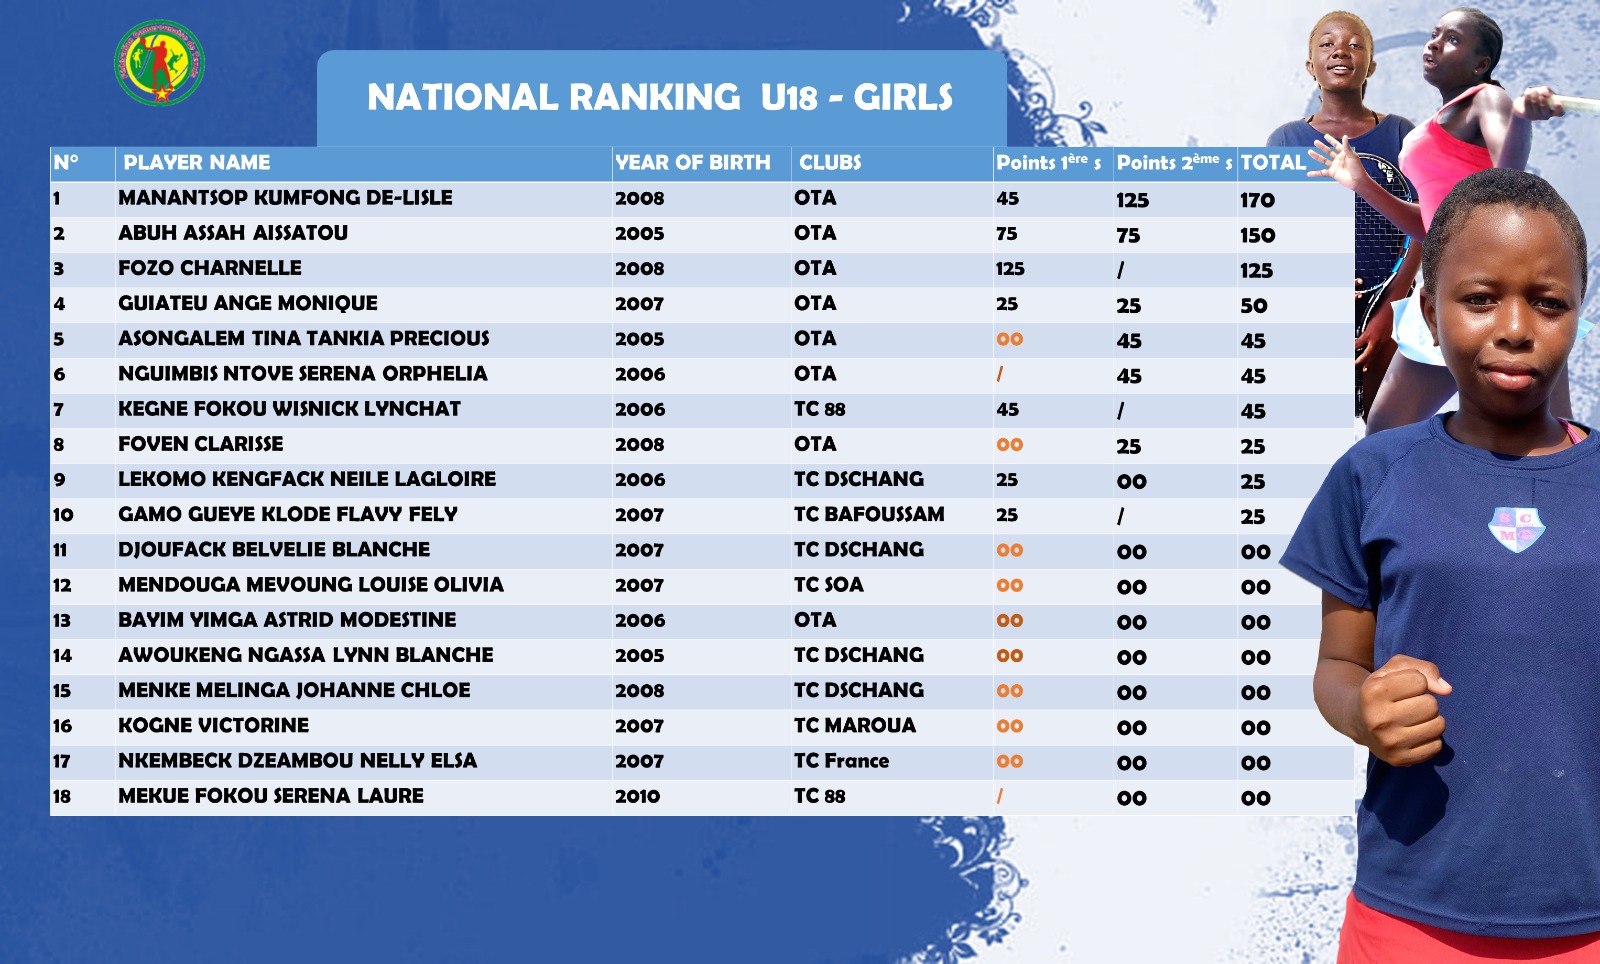 NATIONAL RANKING U18 - GIRLS
N° PLAYER NAME YEAR OF BIRTH CLUBS Points 1ère s Points 2ème s TOTAL
1 MANANTSOP KUMFONG DE-LISLE 2008 OTA 45 125 170
2 ABUH ASSAH AISSATOU 2005 OTA 75 75 150
3 FOZO CHARNELLE 2008 OTA 125 / 125
4 GUIATEU ANGE MONIQUE 2007 OTA 25 25 50
5 ASONGALEM TINA TANKIA PRECIOUS 2005 OTA 00 45 45
6 NGUIMBIS NTOVE SERENA ORPHELIA 2006 OTA / 45 45
7 KEGNE FOKOU WISNICK LYNCHAT 2006 TC 88 45 / 45
8 FOVEN CLARISSE 2008 OTA 00 25 25
9 LEKOMO KENGFACK NEILE LAGLOIRE 2006 TC DSCHANG 25 00 25
10 GAMO GUEYE KLODE FLAVY FELY 2007 TC BAFOUSSAM 25 / 25
11 DJOUFACK BELVELIE BLANCHE 2007 TC DSCHANG 00 00 00
12 MENDOUGA MEVOUNG LOUISE OLIVIA 2007 TC SOA 00 00 00
13 BAYIM YIMGA ASTRID MODESTINE 2006 OTA 00 00 00
14 AWOUKENG NGASSA LYNN BLANCHE 2005 TC DSCHANG 00 00 00
15 MENKE MELINGA JOHANNE CHLOE 2008 TC DSCHANG 00 00 00
16 KOGNE VICTORINE 2007 TC MAROUA 00 00 00
17 NKEMBECK DZEAMBOU NELLY ELSA 2007 TC France 00 00 00
18 MEKUE FOKOU SERENA LAURE 2010 TC 88 / 00 00
S C